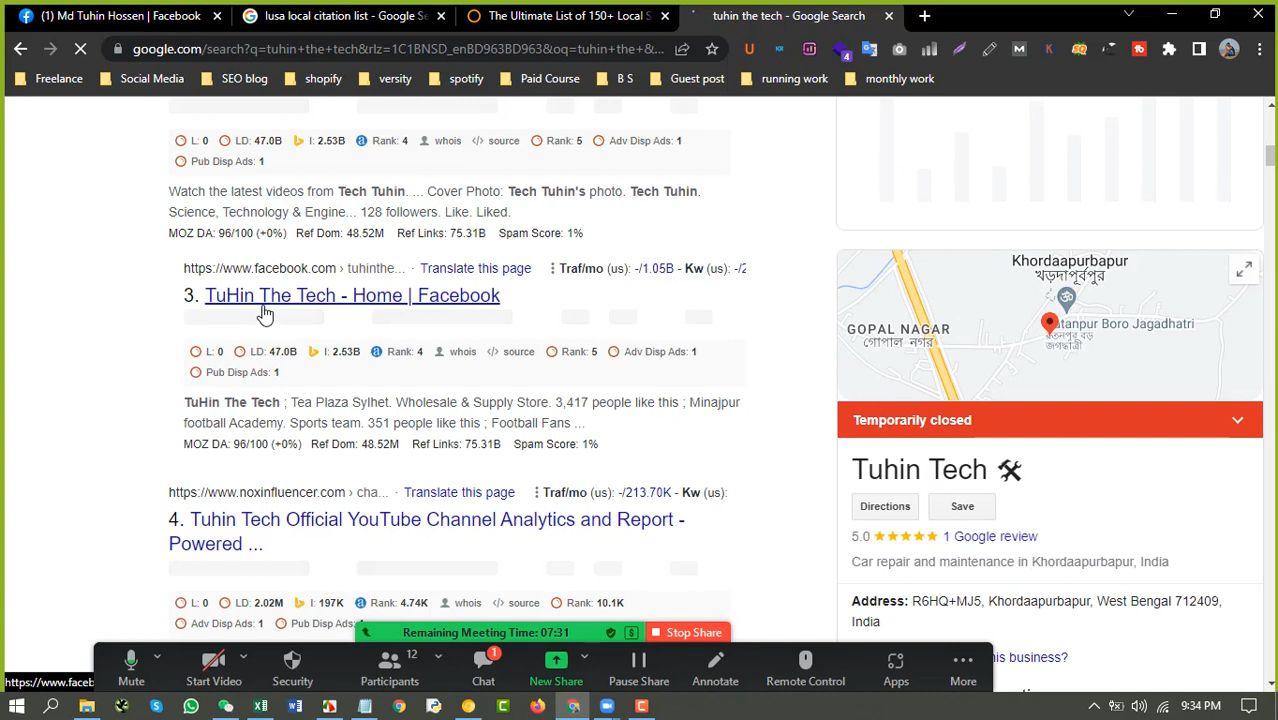 (1) Md Tuhin Hossen | Facebook
lusa local citation list - Google Se
The Ultimate List of 150+ Local S
tuhin the tech - Google Search
google.com/search?q=tuhin+the+tech&rlz=1C1BNSD_enBD963BD963&oq=tuhin+the+&...
Freelance
Social Media
SEO blog
shopify
versity
spotify
Paid Course
B S
Guest post
running work
monthly work
L: 0 LD: 47.0B I: 2.53B Rank: 4 whois source Rank: 5 Adv Disp Ads: 1
Pub Disp Ads: 1
Watch the latest videos from Tech Tuhin. ... Cover Photo: Tech Tuhin's photo. Tech Tuhin.
Science, Technology & Engine... 128 followers. Like. Liked.
MOZ DA: 96/100 (+0%) Ref Dom: 48.52M Ref Links: 75.31B Spam Score: 1%
https://www.facebook.com › tuhinthe... Translate this page Traf/mo (us): -/1.05B - Kw (us): -/2
3. TuHin The Tech - Home | Facebook
L: 0 LD: 47.0B I: 2.53B Rank: 4 whois source Rank: 5 Adv Disp Ads: 1
Pub Disp Ads: 1
TuHin The Tech ; Tea Plaza Sylhet. Wholesale & Supply Store. 3,417 people like this ; Minajpur
football Academy. Sports team. 351 people like this ; Football Fans ...
MOZ DA: 96/100 (+0%) Ref Dom: 48.52M Ref Links: 75.31B Spam Score: 1%
https://www.noxinfluencer.com › cha... Translate this page Traf/mo (us): -/213.70K - Kw (us):
4. Tuhin Tech Official YouTube Channel Analytics and Report -
Powered ...
L: 0 LD: 2.02M I: 197K Rank: 4.74K whois source Rank: 10.1K
Adv Disp Ads: 1 Pub Disp Ads:
Khordaapurbapur
খড়দাপূর্বপুর
GOPAL NAGAR
গোপাল নগর
atanpur Boro Jagadhatri
রতনপুর বড়
জগদ্ধাত্রী
Temporarily closed
Tuhin Tech
Directions
Save
5.0 ★★★★★ 1 Google review
Car repair and maintenance in Khordaapurbapur, India
Address: R6HQ+MJ5, Khordaapurbapur, West Bengal 712409,
India
is business?
Remaining Meeting Time: 07:31
Stop Share
Mute
Start Video
Security
12
Participants
1
Chat
New Share
Pause Share
Annotate
Remote Control
Apps
More
https://www.faceb
9:34 PM